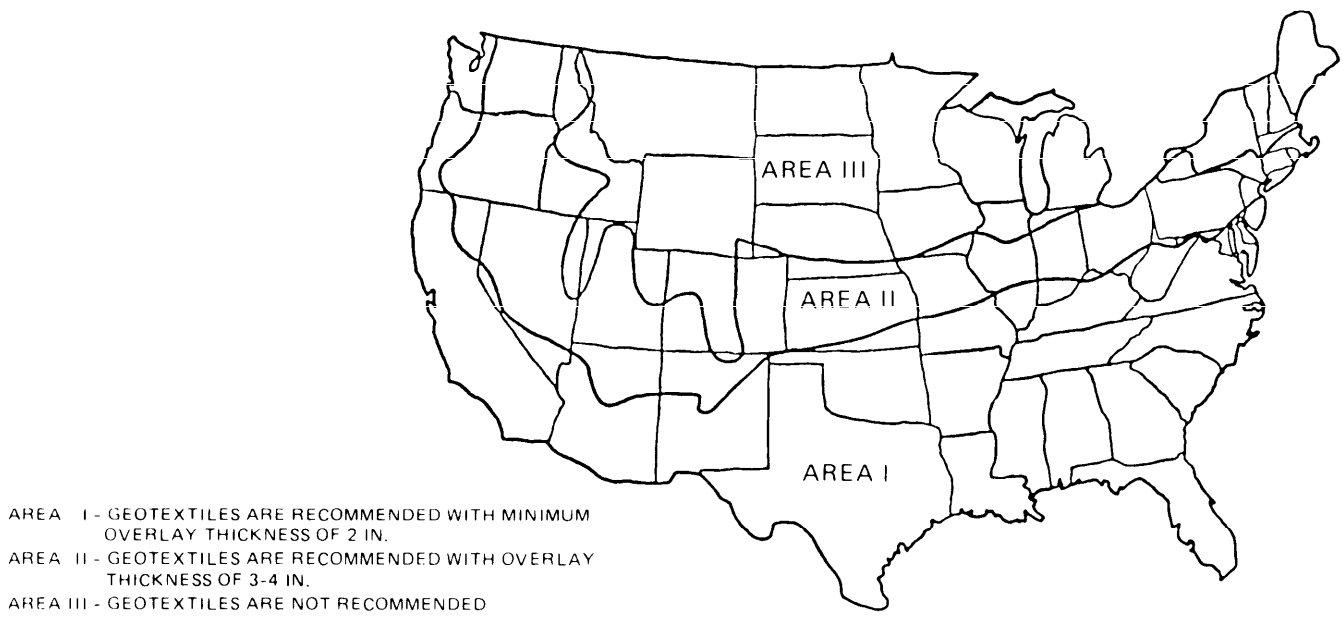 AREA III
AREA II
AREA I
AREA I - GEOTEXTILES ARE RECOMMENDED WITH MINIMUM
OVERLAY THICKNESS OF 2 IN.
AREA II - GEOTEXTILES ARE RECOMMENDED WITH OVERLAY
THICKNESS OF 3-4 IN.
AREA III - GEOTEXTILES ARE NOT RECOMMENDED